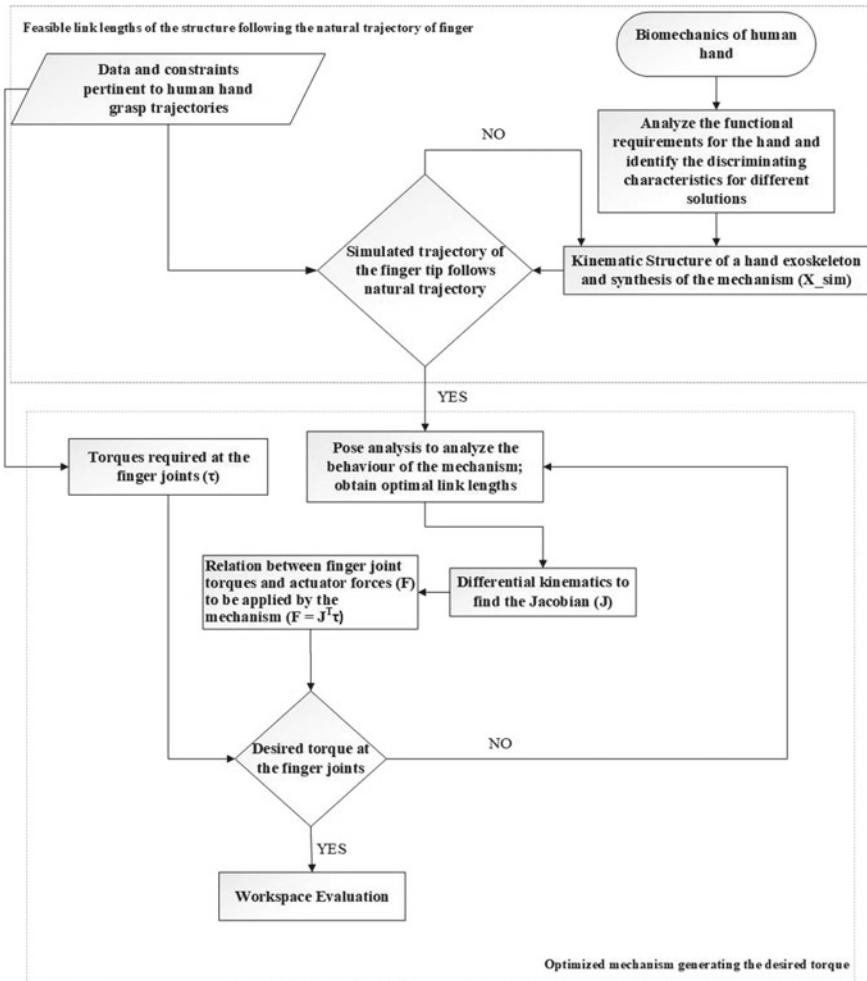 Feasible link lengths of the structure following the natural trajectory of finger
Biomechanics of human
hand
Data and constraints
pertinent to human hand
grasp trajectories
Analyze the functional
requirements for the hand and
identify the discriminating
characteristics for different
solutions
NO
Simulated trajectory of
the finger tip follows
natural trajectory
Kinematic Structure of a hand exoskeleton
and synthesis of the mechanism (X_sim)
YES
Torques required at the
finger joints (τ)
Pose analysis to analyze the
behaviour of the mechanism;
obtain optimal link lengths
Relation between finger joint
torques and actuator forces (F)
to be applied by the
mechanism (F = Jᵀτ)
Differential kinematics to
find the Jacobian (J)
Desired torque at
the finger joints
NO
YES
Workspace Evaluation
Optimized mechanism generating the desired torque